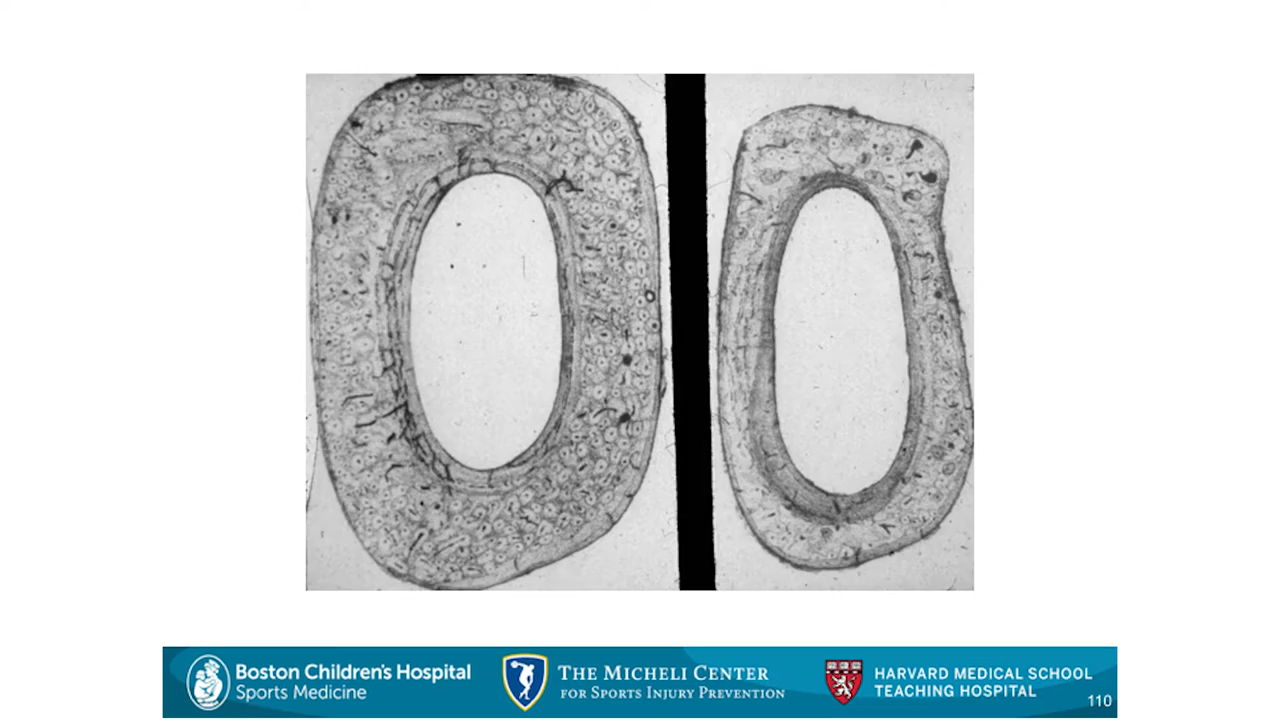 Boston Children's Hospital
Sports Medicine
THE MICHELI CENTER
FOR SPORTS INJURY PREVENTION
HARVARD MEDICAL SCHOOL
TEACHING HOSPITAL
110